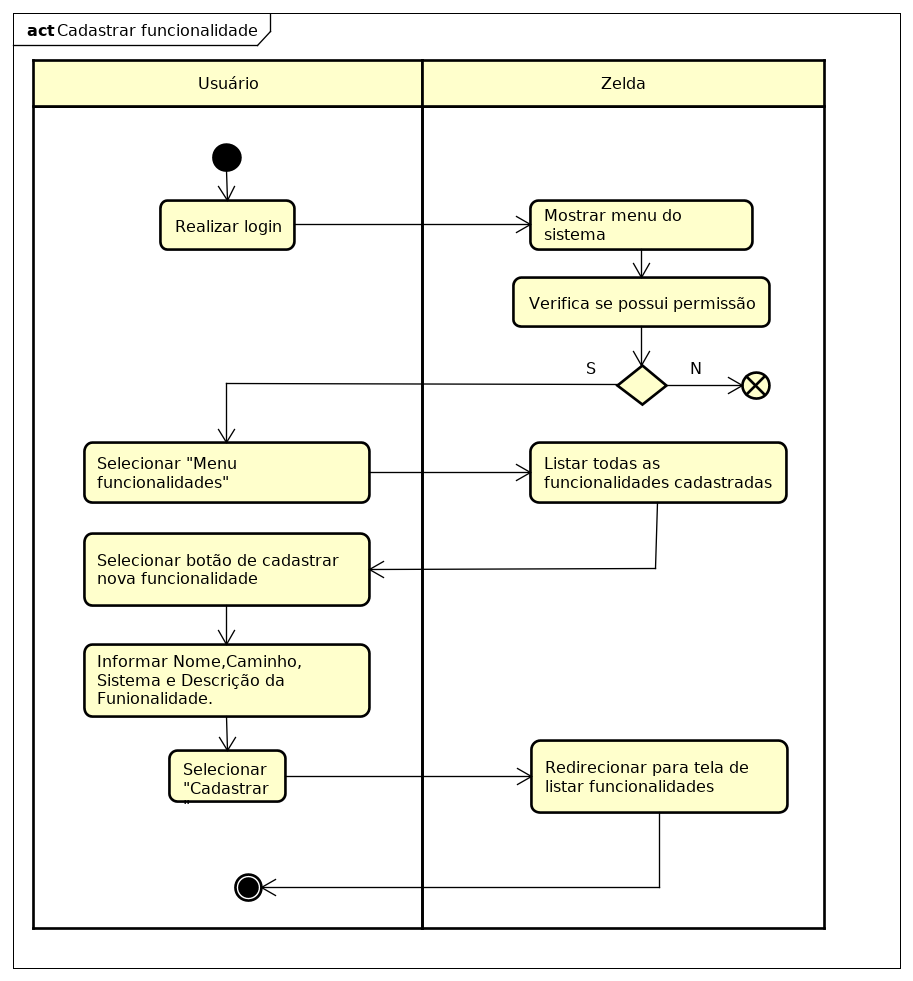 act Cadastrar funcionalidade
Usuário
Zelda
Realizar login
Mostrar menu do
sistema
Verifica se possui permissão
S
N
Selecionar "Menu
funcionalidades"
Listar todas as
funcionalidades cadastradas
Selecionar botão de cadastrar
nova funcionalidade
Informar Nome,Caminho,
Sistema e Descrição da
Funionalidade.
Selecionar
"Cadastrar
"
Redirecionar para tela de
listar funcionalidades